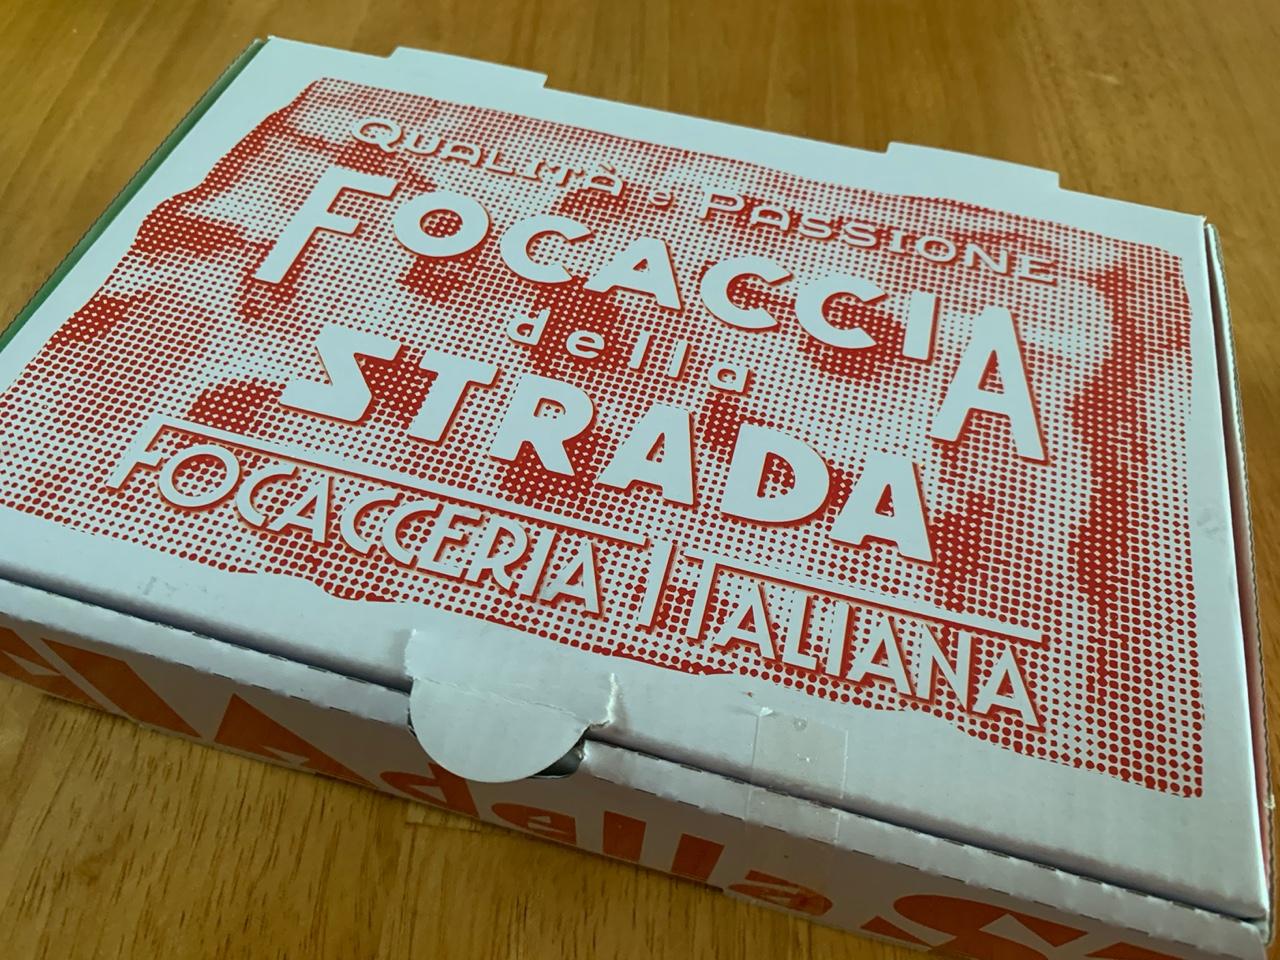 QUALITÀ e PASSIONE
FOCACCIA
della
STRADA
FOCACCERIA ITALIANA
della